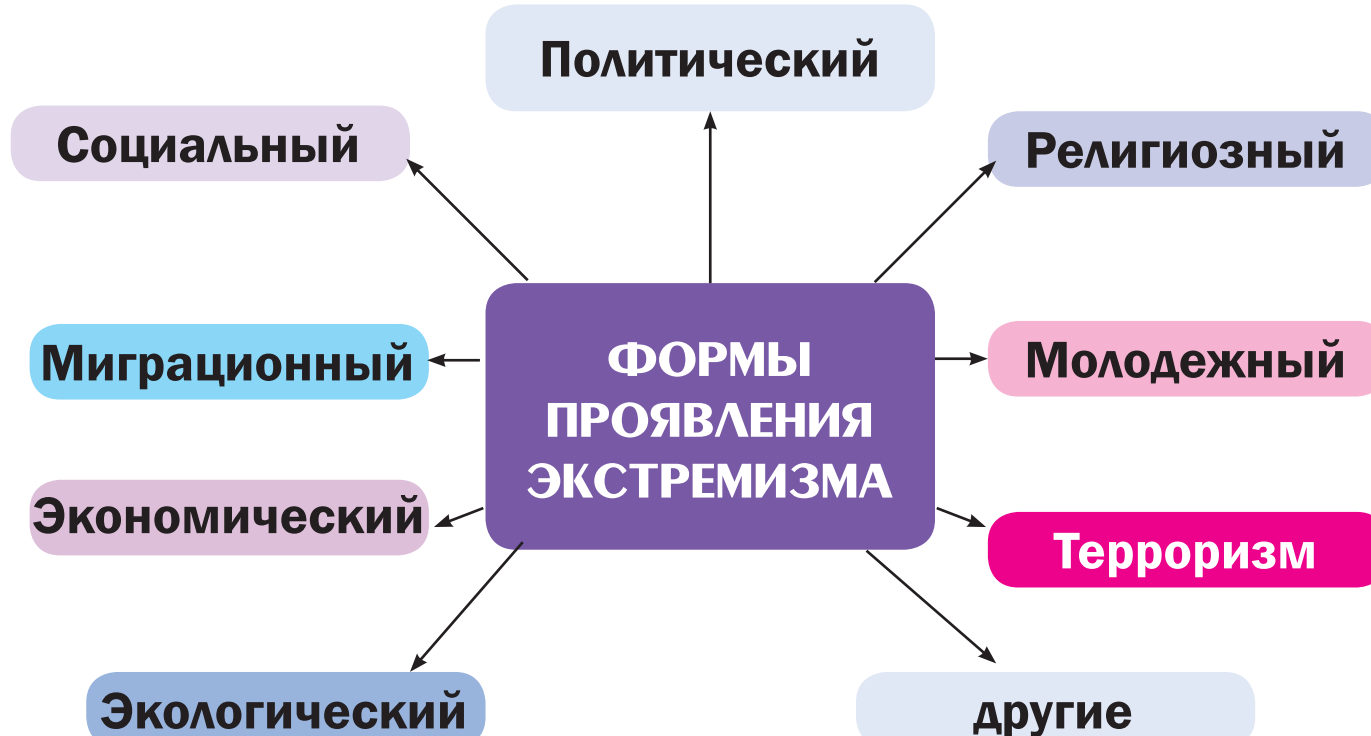 Политический
Социальный
Религиозный
Миграционный
ФОРМЫ
ПРОЯВЛЕНИЯ
ЭКСТРЕМИЗМА
Молодежный
Экономический
Терроризм
Экологический
другие